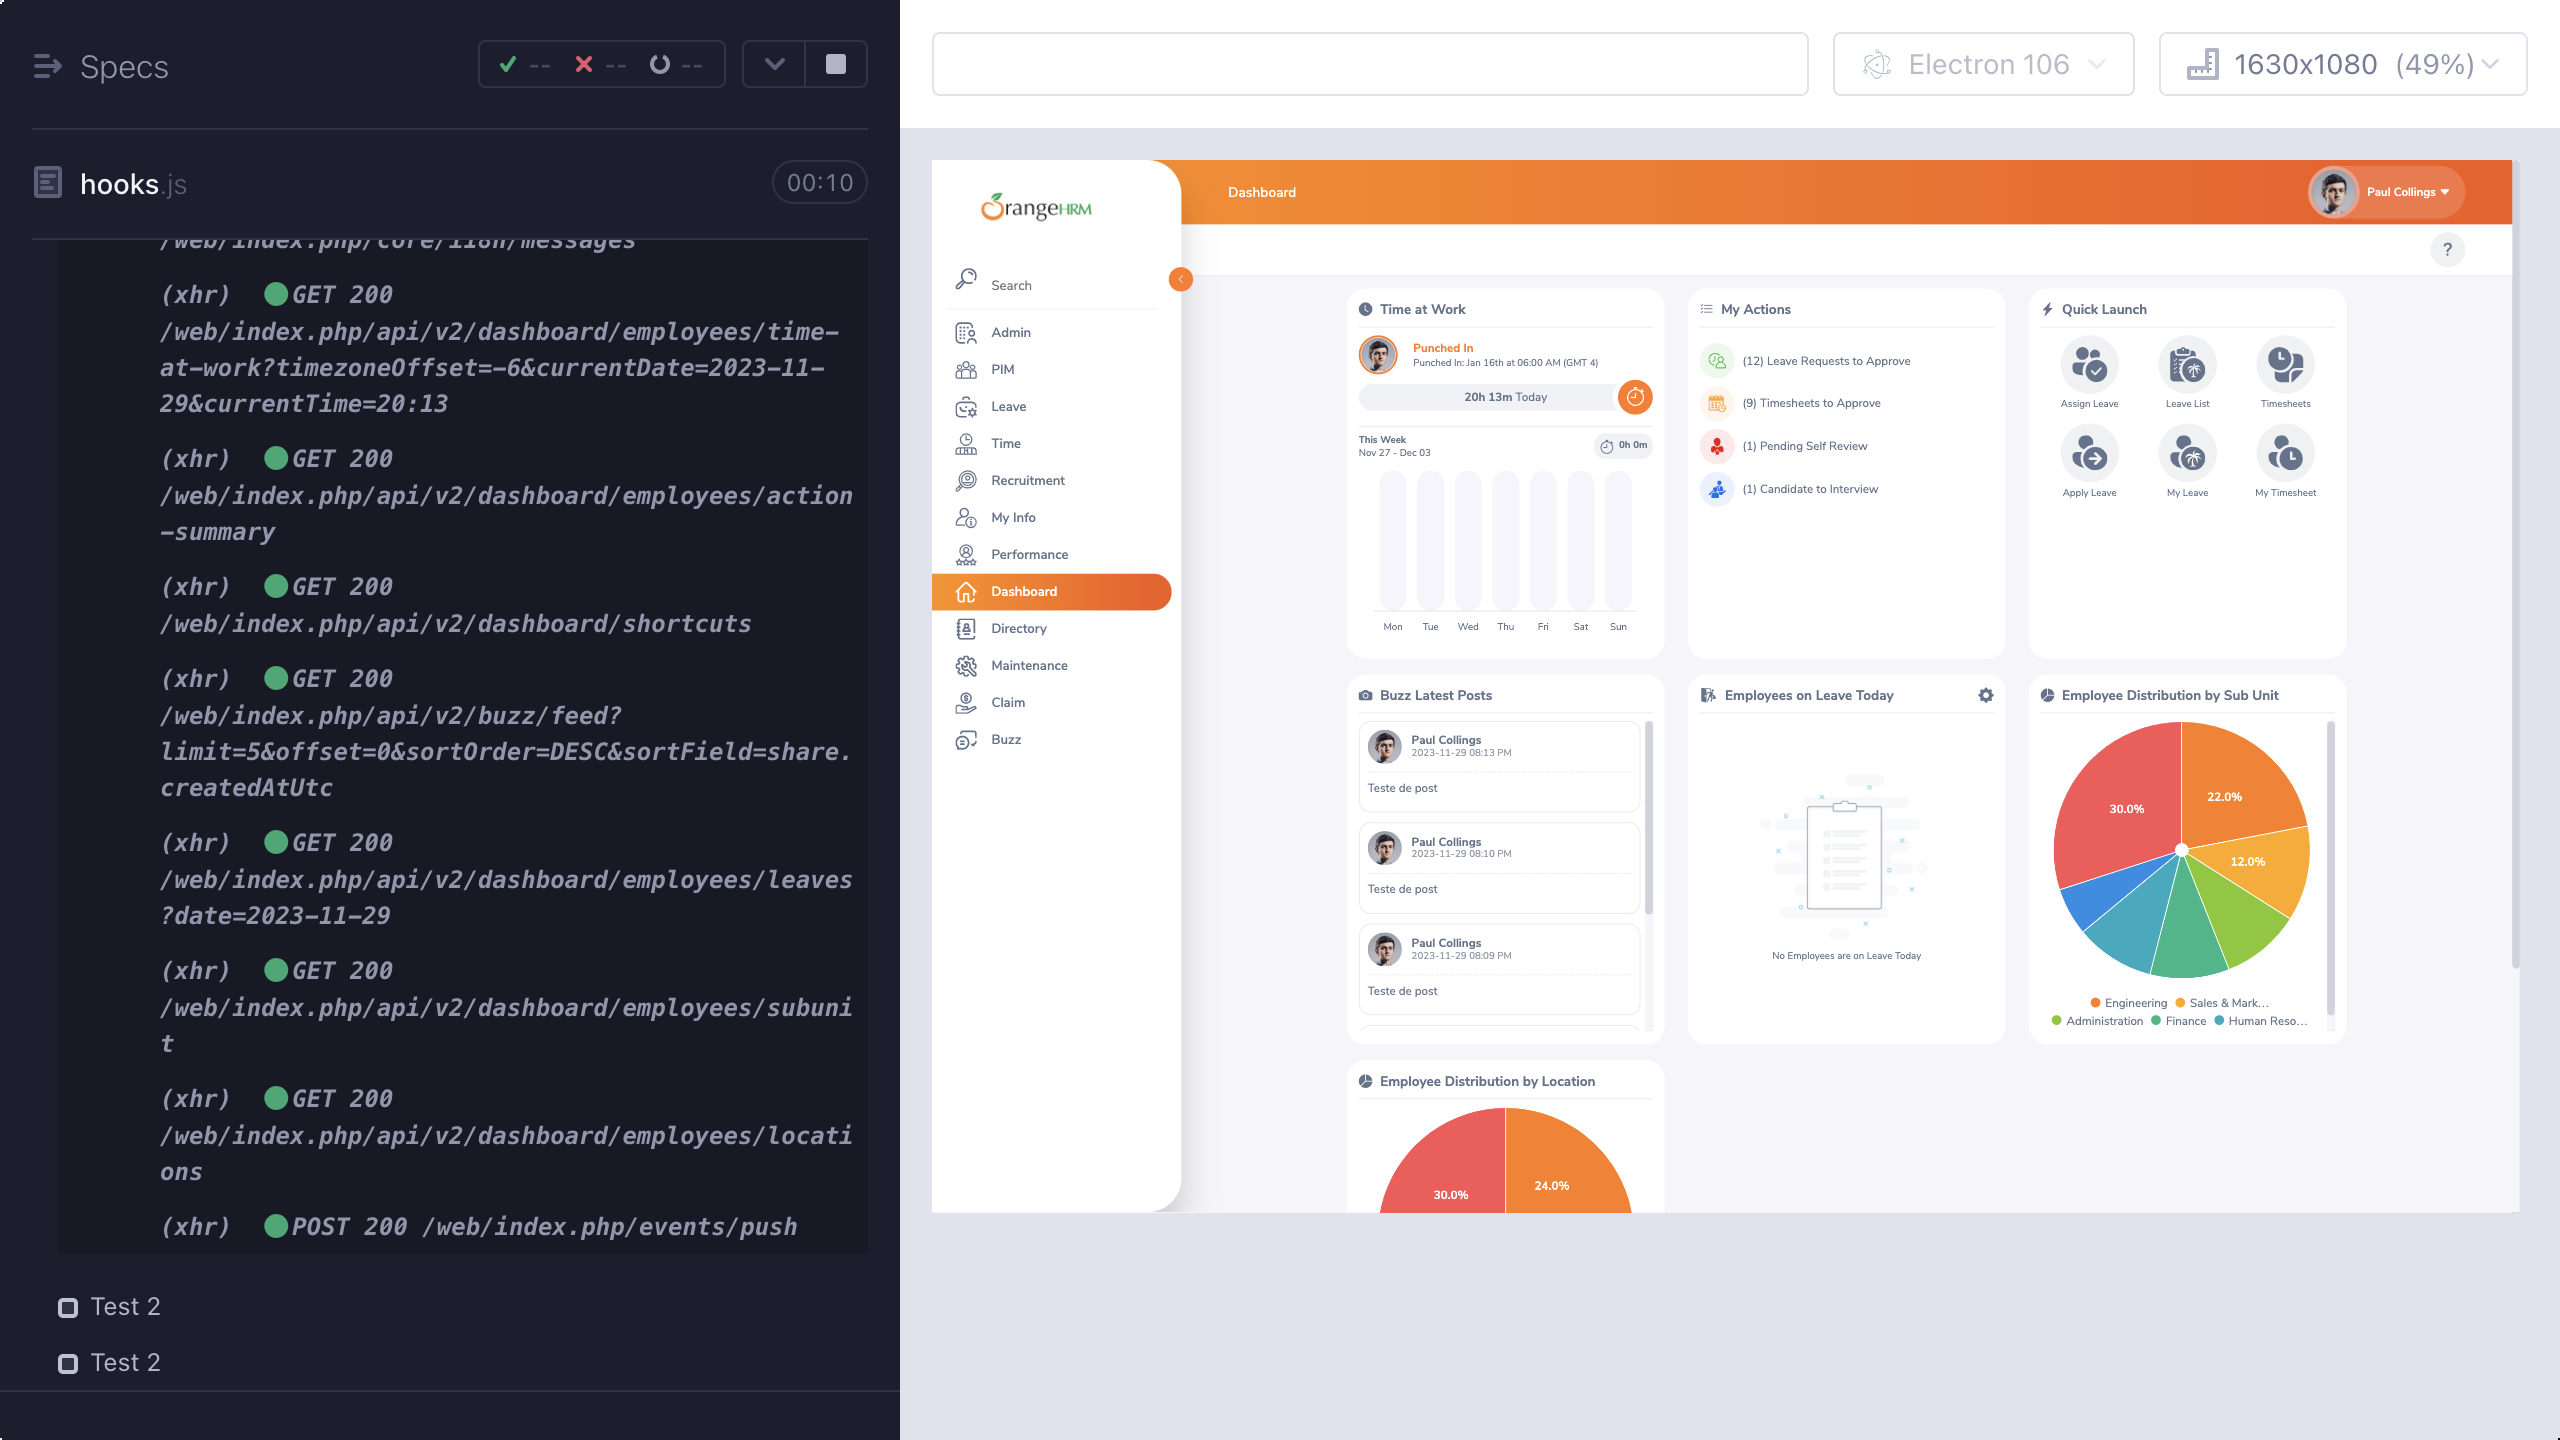 Specs
--
--
--
hooks.js
00:10
/web/index.php/core/i18n/messages
(xhr) GET 200
/web/index.php/api/v2/dashboard/employees/time-
at-work?timezoneOffset=-6&currentDate=2023-11-
29&currentTime=20:13
(xhr) GET 200
/web/index.php/api/v2/dashboard/employees/action
-summary
(xhr) GET 200
/web/index.php/api/v2/dashboard/shortcuts
(xhr) GET 200
/web/index.php/api/v2/buzz/feed?
limit=5&offset=0&sortOrder=DESC&sortField=share.
createdAtUtc
(xhr) GET 200
/web/index.php/api/v2/dashboard/employees/leaves
?date=2023-11-29
(xhr) GET 200
/web/index.php/api/v2/dashboard/employees/subuni
t
(xhr) GET 200
/web/index.php/api/v2/dashboard/employees/locati
ons
(xhr) POST 200 /web/index.php/events/push
Test 2
Test 2
Electron 106
1630x1080 (49%)
OrangeHRM
Search
Admin
PIM
Leave
Time
Recruitment
My Info
Performance
Dashboard
Directory
Maintenance
Claim
Buzz
Dashboard
Paul Collings
?
Time at Work
Punched In
Punched In: Jan 16th at 06:00 AM (GMT 4)
20h 13m Today
This Week
Nov 27 - Dec 03
0h 0m
Mon Tue Wed Thu Fri Sat Sun
My Actions
(12) Leave Requests to Approve
(9) Timesheets to Approve
(1) Pending Self Review
(1) Candidate to Interview
Quick Launch
Assign Leave Leave List Timesheets
Apply Leave My Leave My Timesheet
Buzz Latest Posts
Paul Collings
2023-11-29 08:13 PM
Teste de post
Paul Collings
2023-11-29 08:10 PM
Teste de post
Paul Collings
2023-11-29 08:09 PM
Teste de post
Employees on Leave Today
No Employees are on Leave Today
Employee Distribution by Sub Unit
30.0%
22.0%
12.0%
Engineering Sales & Mark...
Administration Finance Human Reso...
Employee Distribution by Location
30.0%
24.0%